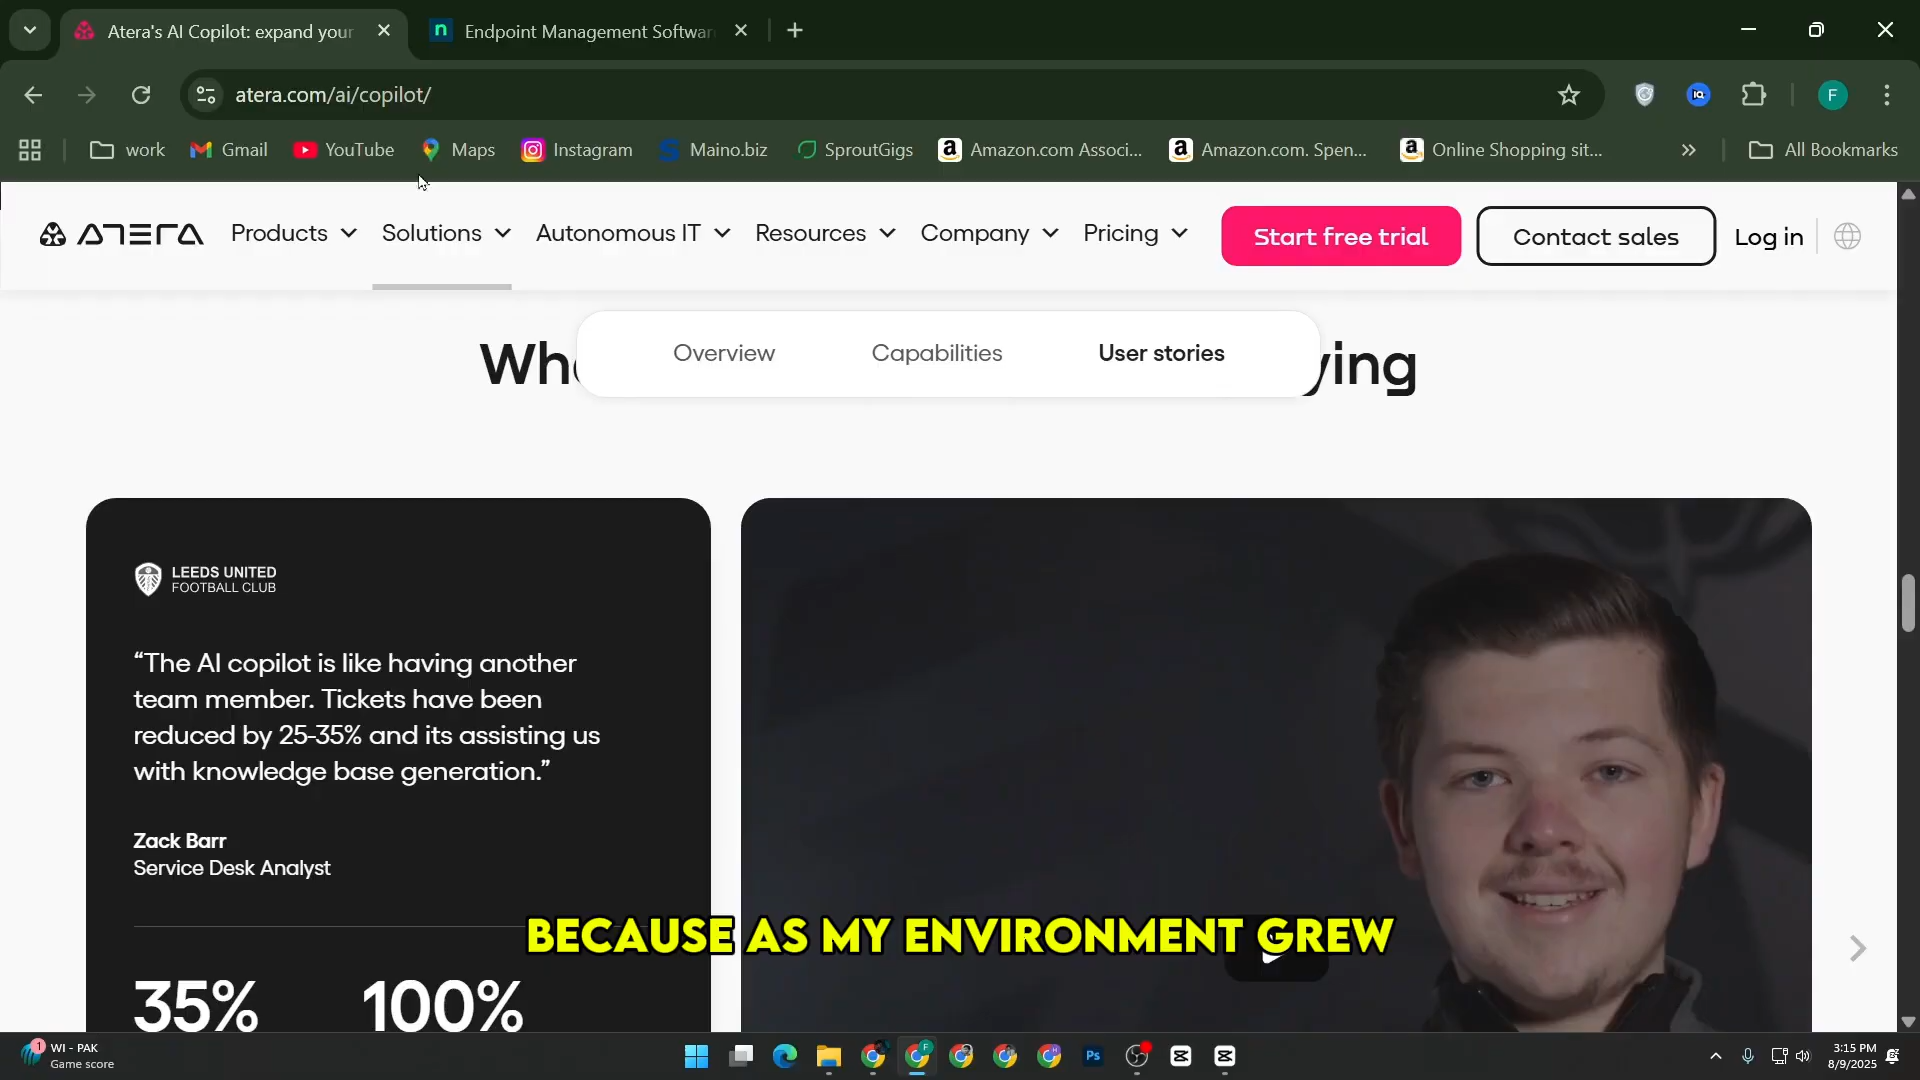 Atera's AI Copilot: expand your
n Endpoint Management Softwar
atera.com/ai/copilot/
IQ
F
work
Gmail
YouTube
Maps
Instagram
Maino.biz
SproutGigs
Amazon.com Associ...
Amazon.com. Spen...
Online Shopping sit...
All Bookmarks
ATERA
Products
Solutions
Autonomous IT
Resources
Company
Pricing
Start free trial
Contact sales
Log in
Overview
Capabilities
User stories
LEEDS UNITED
FOOTBALL CLUB
“The AI copilot is like having another
team member. Tickets have been
reduced by 25-35% and its assisting us
with knowledge base generation.”
Zack Barr
Service Desk Analyst
BECAUSE AS MY ENVIRONMENT GREW
35%
100%
1
WI - PAK
Game score
Ps
3:15 PM
8/9/2025